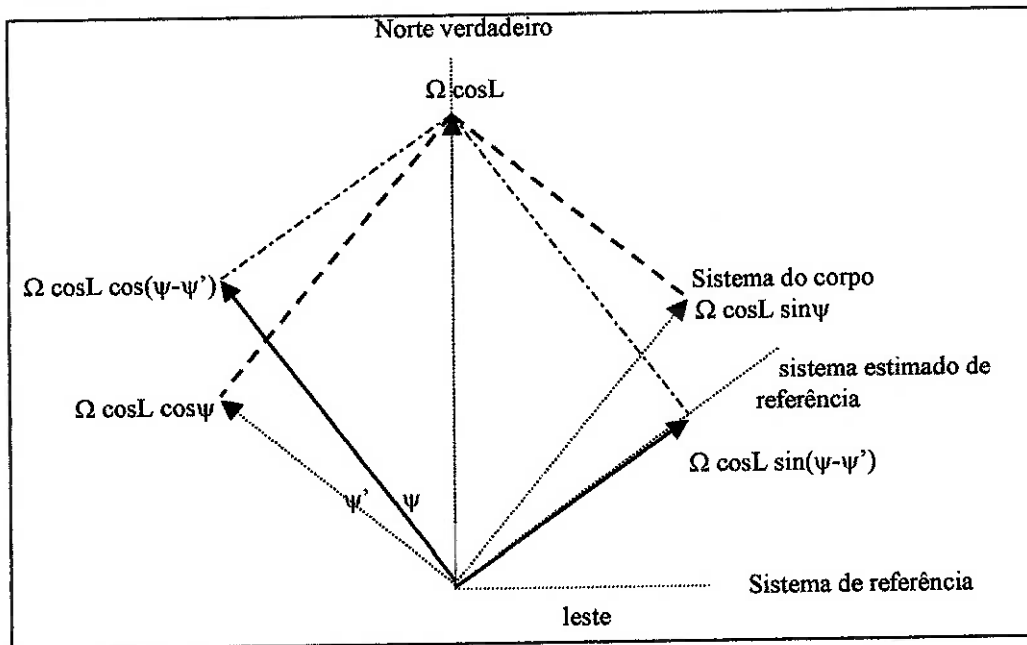 Norte verdadeiro
Ω cosL
Ω cosL cos(ψ-ψ’)
Sistema do corpo
Ω cosL sinψ
sistema estimado de
referência
Ω cosL cosψ
Ω cosL sin(ψ-ψ’)
ψ’ ψ
Sistema de referência
leste